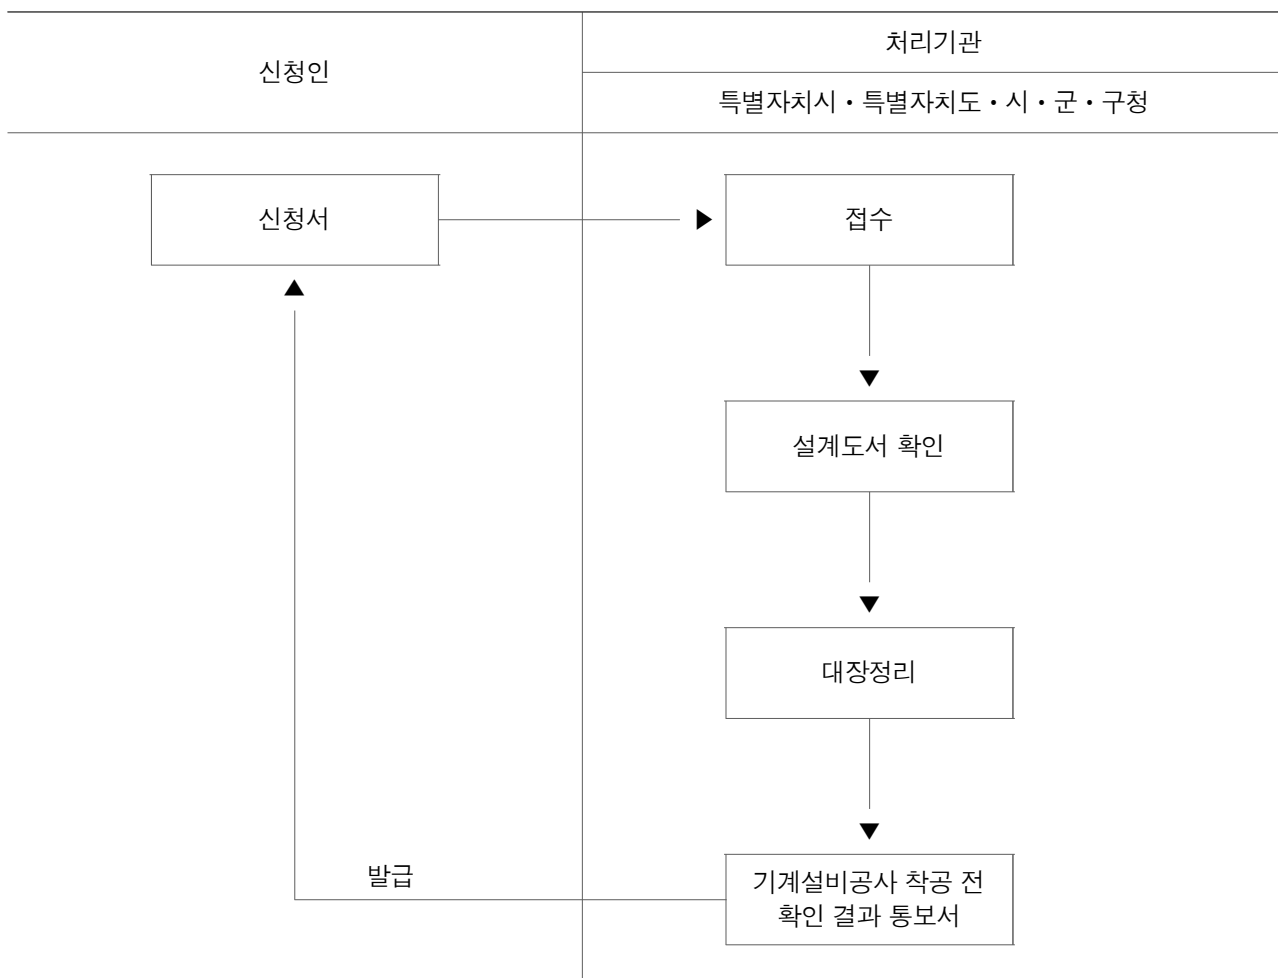 신청인
처리기관
특별자치시・특별자치도・시・군・구청
신청서
접수
설계도서 확인
대장정리
기계설비공사 착공 전
확인 결과 통보서
발급